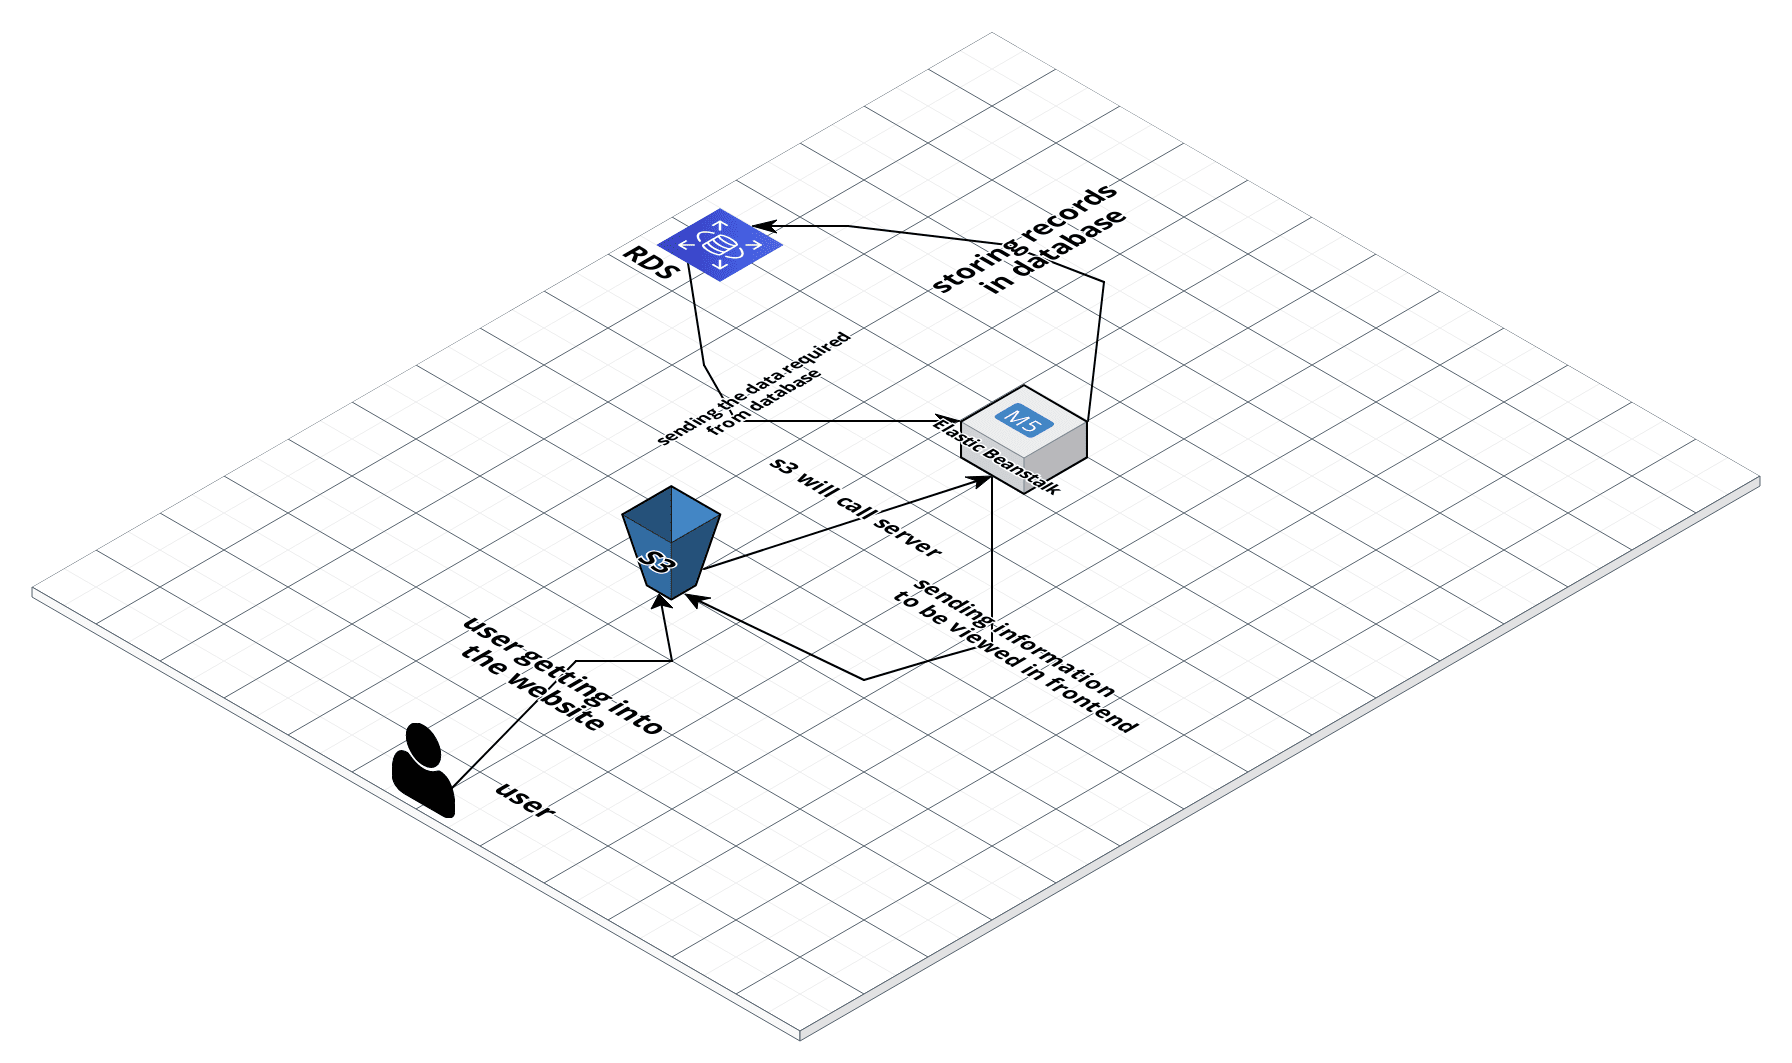 storing records
in database
RDS
sending the data required
from database
M5
Elastic Beanstalk
s3 will call server
S3
sending information
to be viewed in frontend
user getting into
the website
user